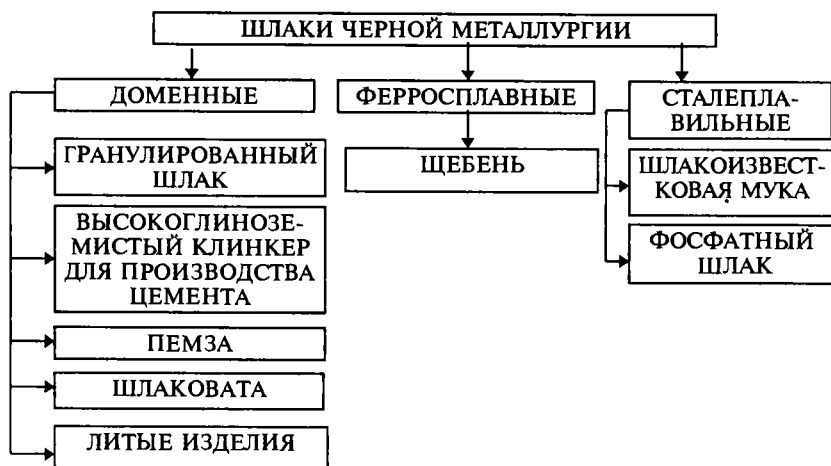 ШЛАКИ ЧЕРНОЙ МЕТАЛЛУРГИИ
ДОМЕННЫЕ
ГРАНУЛИРОВАННЫЙ
ШЛАК
ВЫСОКОГЛИНОЗЕ-
МИСТЫЙ КЛИНКЕР
ДЛЯ ПРОИЗВОДСТВА
ЦЕМЕНТА
ПЕМЗА
ШЛАКОВАТА
ЛИТЫЕ ИЗДЕЛИЯ
ФЕРРОСПЛАВНЫЕ
ЩЕБЕНЬ
СТАЛЕПЛА-
ВИЛЬНЫЕ
ШЛАКОИЗВЕСТ-
КОВАЯ МУКА
ФОСФАТНЫЙ
ШЛАК